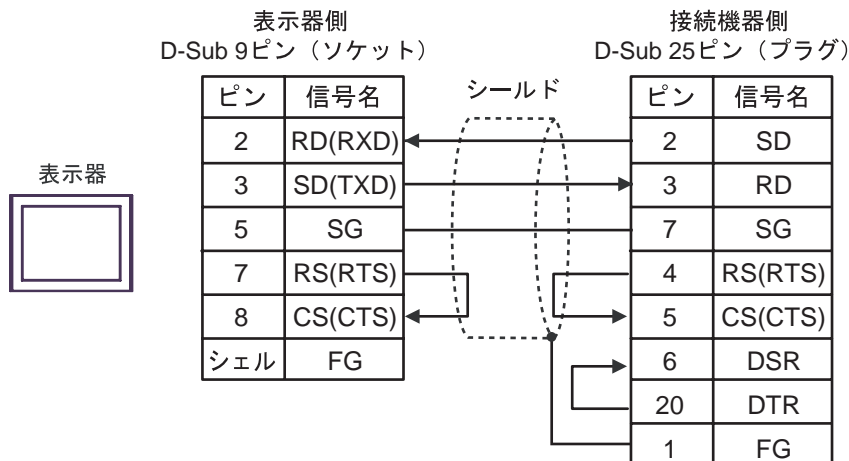 表示器側
D-Sub 9ピン（ソケット）
接続機器側
D-Sub 25ピン（プラグ）
表示器
シールド
ピン 信号名
2 RD(RXD)
3 SD(TXD)
5 SG
7 RS(RTS)
8 CS(CTS)
シェル FG
ピン 信号名
2 SD
3 RD
7 SG
4 RS(RTS)
5 CS(CTS)
6 DSR
20 DTR
1 FG